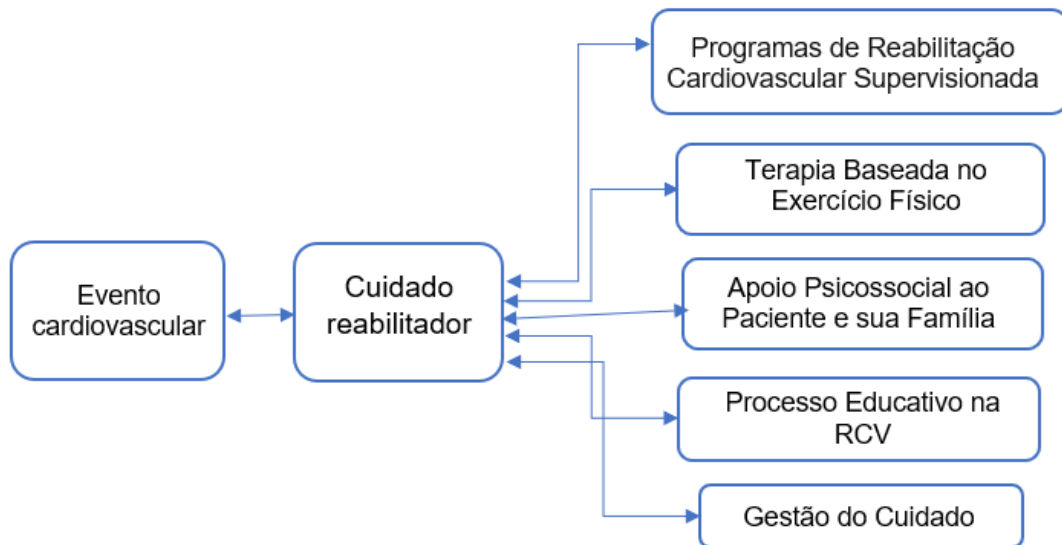 Programas de Reabilitação
Cardiovascular Supervisionada
Terapia Baseada no
Exercício Físico
Evento
cardiovascular
Cuidado
reabilitador
Apoio Psicossocial ao
Paciente e sua Família
Processo Educativo na
RCV
Gestão do Cuidado